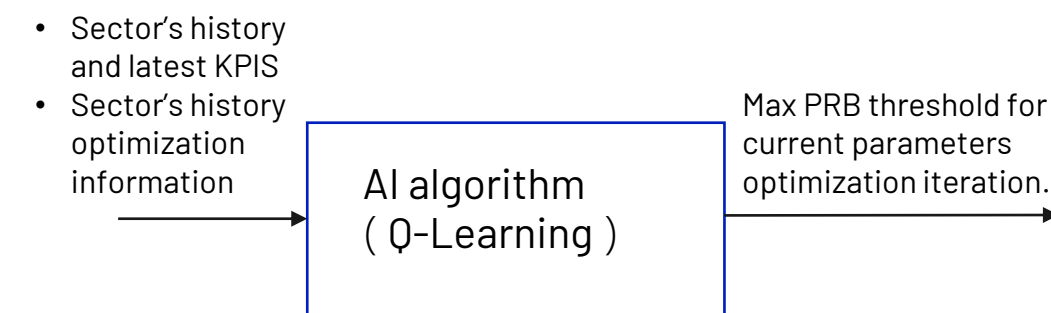 • Sector's history
and latest KPIS
• Sector's history
optimization
information
AI algorithm
( Q-Learning )
Max PRB threshold for
current parameters
optimization iteration.